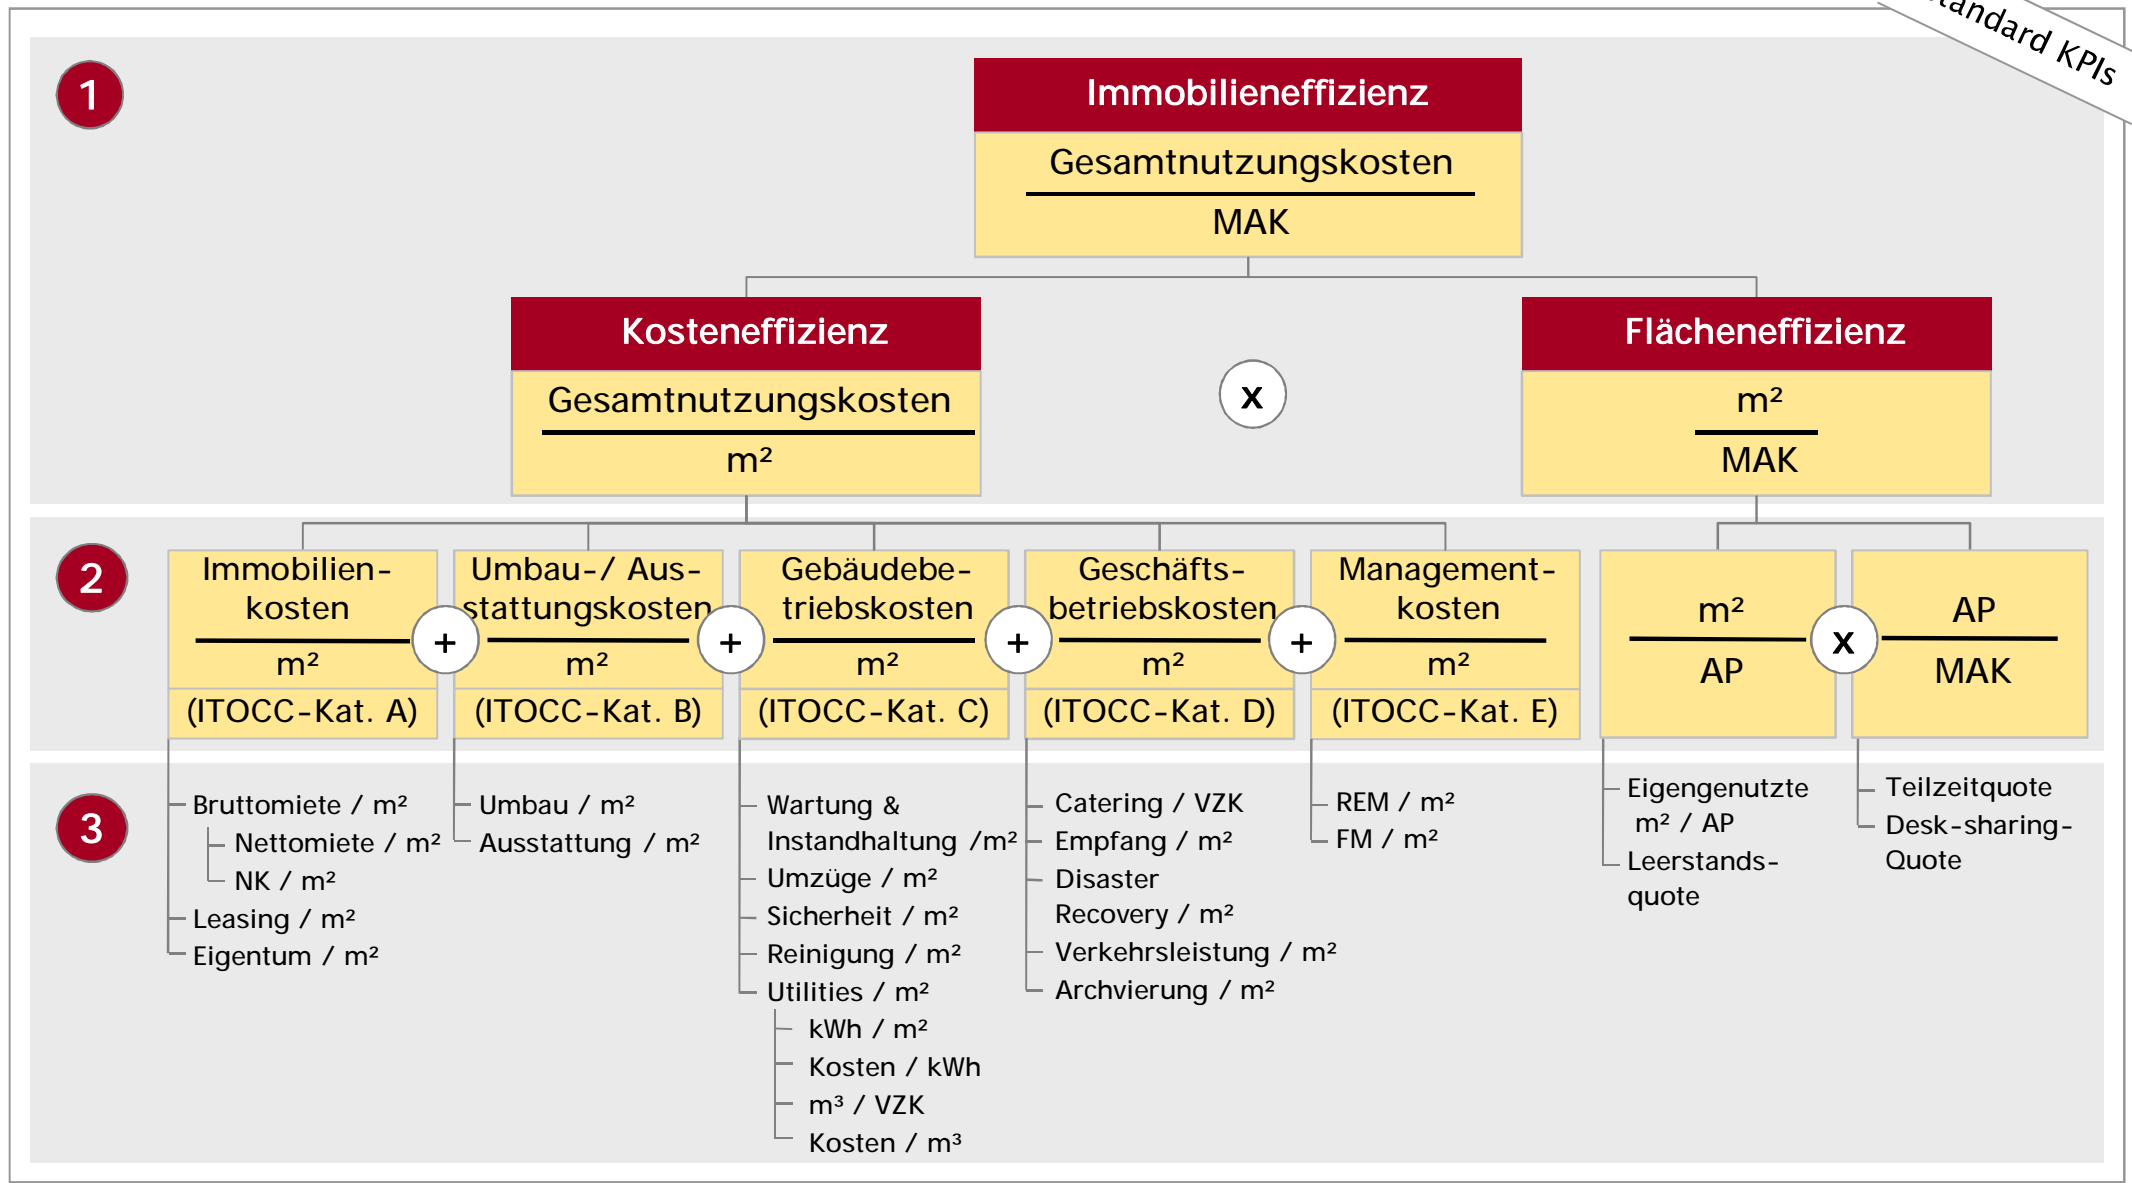 Standard KPIs
1
Immobilieneffizienz
Gesamtnutzungskosten
MAK
Kosteneffizienz
Gesamtnutzungskosten
m²
x
Flächeneffizienz
m²
MAK
2
Immobilien-
kosten
m²
(ITOCC-Kat. A)
+
Umbau-/ Aus-
stattungskosten
m²
(ITOCC-Kat. B)
+
Gebäudebe-
triebskosten
m²
(ITOCC-Kat. C)
+
Geschäfts-
betriebskosten
m²
(ITOCC-Kat. D)
+
Management-
kosten
m²
(ITOCC-Kat. E)
m²
AP
x
AP
MAK
3
Bruttomiete / m²
Nettomiete / m²
NK / m²
Leasing / m²
Eigentum / m²
Umbau / m²
Ausstattung / m²
Wartung &
Instandhaltung /m²
Umzüge / m²
Sicherheit / m²
Reinigung / m²
Utilities / m²
kWh / m²
Kosten / kWh
m³ / VZK
Kosten / m³
Catering / VZK
Empfang / m²
Disaster
Recovery / m²
Verkehrsleistung / m²
Archvierung / m²
REM / m²
FM / m²
Eigengenutzte
m² / AP
Leerstands-
quote
Teilzeitquote
Desk-sharing-
Quote